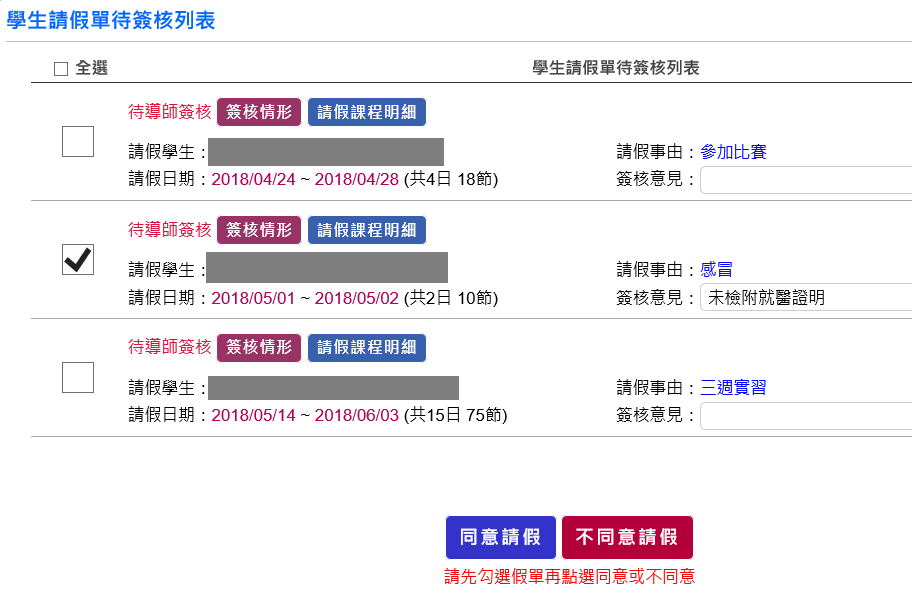 學生請假單待簽核列表
全選 學生請假單待簽核列表
待導師簽核 簽核情形 請假課程明細
請假學生： 請假事由：參加比賽
請假日期：2018/04/24 ~ 2018/04/28 (共4日 18節) 簽核意見：
待導師簽核 簽核情形 請假課程明細
請假學生： 請假事由：感冒
請假日期：2018/05/01 ~ 2018/05/02 (共2日 10節) 簽核意見：未檢附就醫證明
待導師簽核 簽核情形 請假課程明細
請假學生： 請假事由：三週實習
請假日期：2018/05/14 ~ 2018/06/03 (共15日 75節) 簽核意見：
同意請假 不同意請假
請先勾選假單再點選同意或不同意